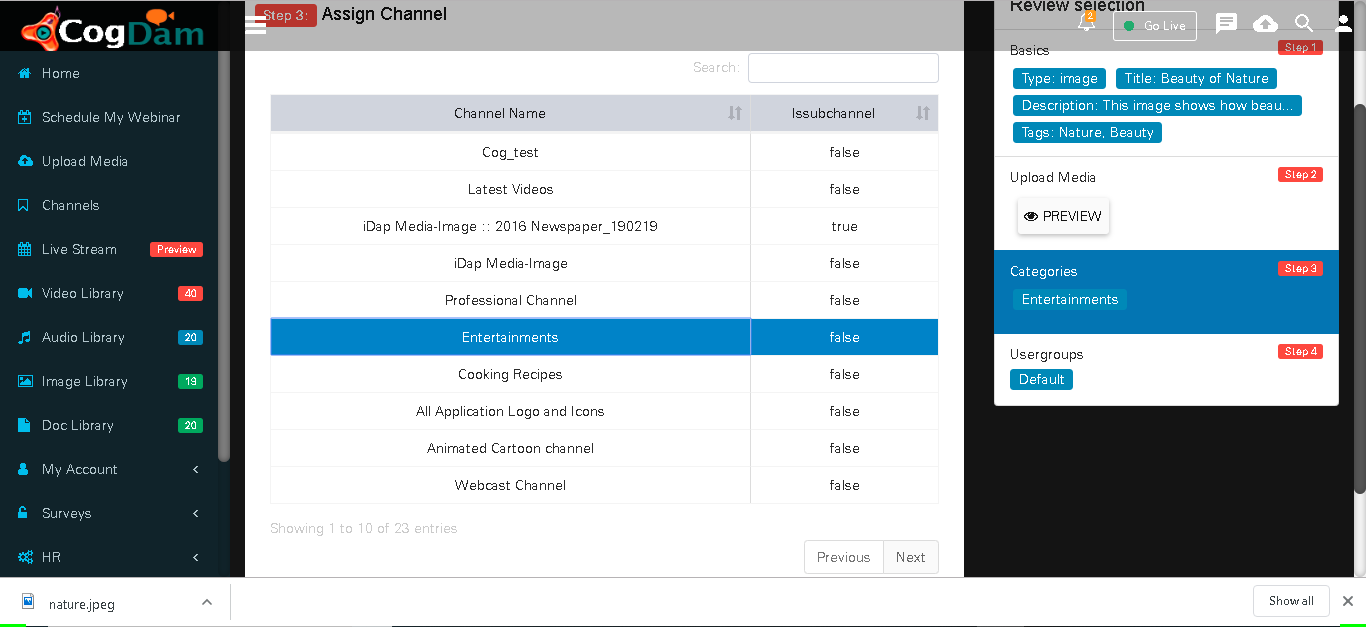 CogDam
Home
Schedule My Webinar
Upload Media
Channels
Live Stream Preview
Video Library 40
Audio Library 20
Image Library 19
Doc Library 20
My Account
Surveys
HR
Step 3: Assign Channel
Search:
Channel Name Issubchannel
Cog_test false
Latest Videos false
iDap Media-Image :: 2016 Newspaper_190219 true
iDap Media-Image false
Professional Channel false
Entertainments false
Cooking Recipes false
All Application Logo and Icons false
Animated Cartoon channel false
Webcast Channel false
Showing 1 to 10 of 23 entries
Previous Next
Review selection
2
Go Live
Basics Step 1
Type: image Title: Beauty of Nature
Description: This image shows how beau...
Tags: Nature, Beauty
Upload Media Step 2
PREVIEW
Categories Step 3
Entertainments
Usergroups Step 4
Default
nature.jpeg
Show all